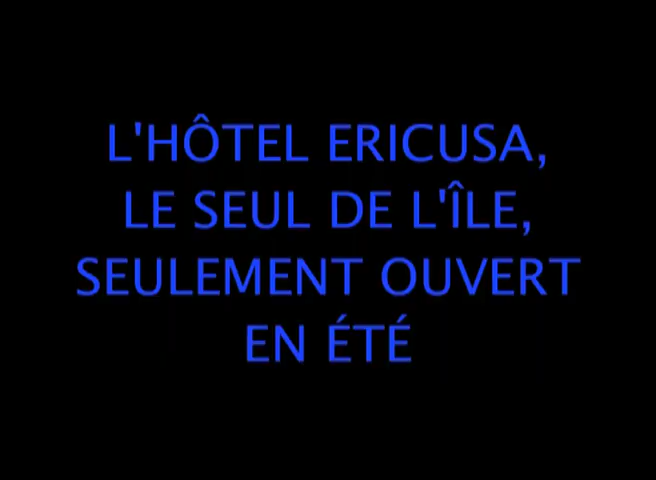 L'HÔTEL ERICUSA,
LE SEUL DE L'ÎLE,
SEULEMENT OUVERT
EN ÉTÉ